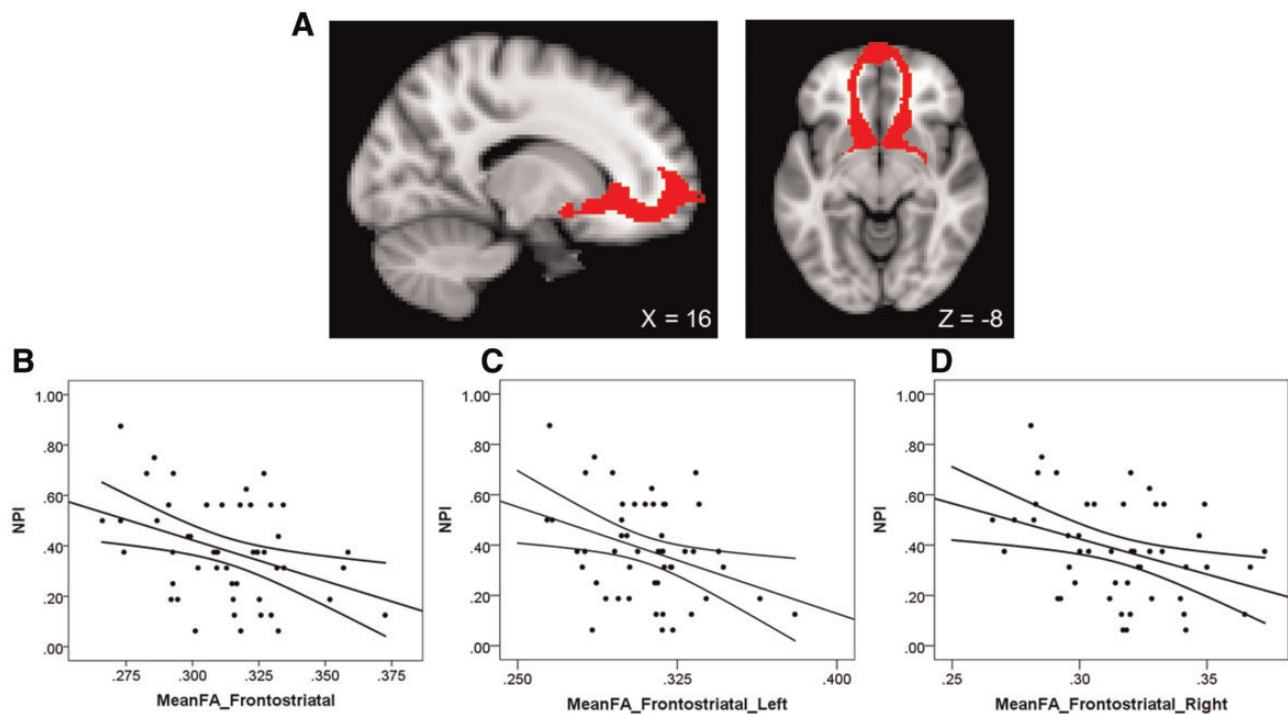 A
X = 16
Z = -8
B
C
D
1.00
.80
.60
.40
.20
.00
NPI
.275
.300
.325
.350
.375
MeanFA_Frontostriatal
1.00
.80
.60
.40
.20
.00
NPI
.250
.325
.400
MeanFA_Frontostriatal_Left
1.00
.80
.60
.40
.20
.00
NPI
.25
.30
.35
MeanFA_Frontostriatal_Right